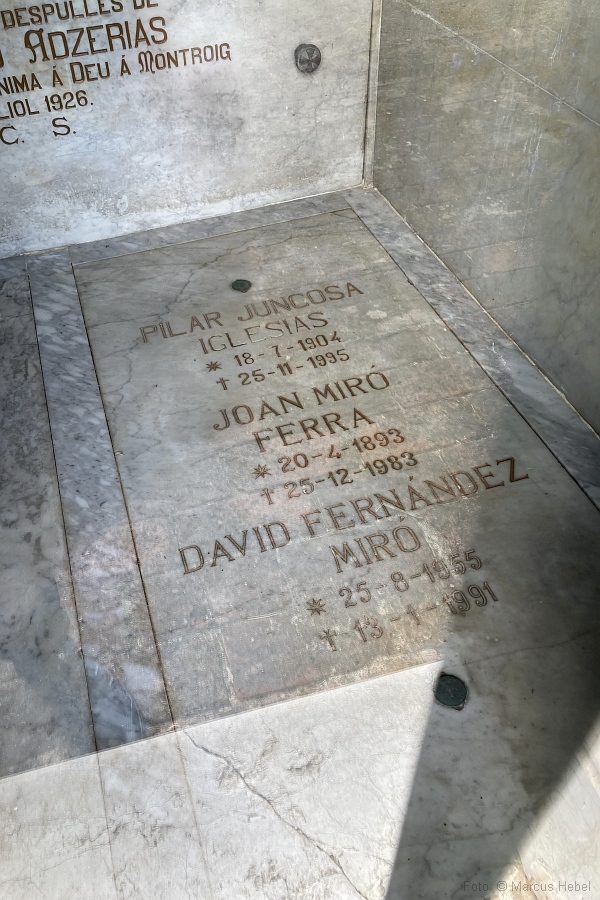 DESPULLES DE
ADZERIAS
NIMA Á DEU Á MONTROIG
LIOL 1926.
C. S.
PILAR JUNCOSA
IGLESIAS
* 18-7-1904
† 25-11-1995
JOAN MIRÓ
FERRA
* 20-4-1893
† 25-12-1983
DAVID FERNÁNDEZ
MIRÓ
* 25-8-1955
† 13-1-1991
Foto: © Marcus Hebel